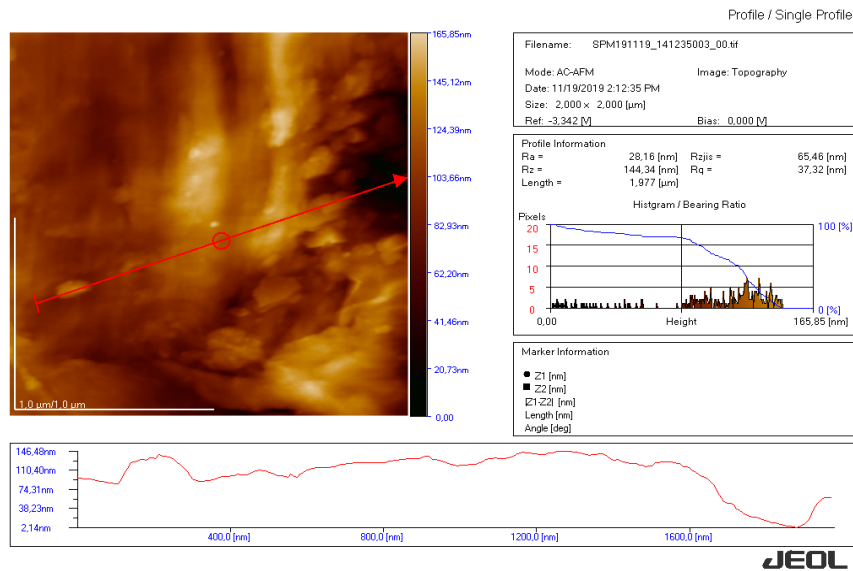 Profile / Single Profile
165,85nm
145,12nm
124,39nm
103,66nm
82,93nm
62,20nm
41,46nm
20,73nm
0,00
1,0 µm/1,0 µm
Filename: SPM191119_141235003_00.tif
Mode: AC-AFM Image: Topography
Date: 11/19/2019 2:12:35 PM
Size: 2,000 × 2,000 [µm]
Ref: -3,342 [V] Bias: 0,000 [V]
Profile Information
Ra = 28,16 [nm] Rzjis = 65,46 [nm]
Rz = 144,34 [nm] Rq = 37,32 [nm]
Length = 1,977 [µm]
Histgram / Bearing Ratio
Pixels
20 100 [%]
15
10
5
0 0 [%]
0,00 Height 165,85 [nm]
Marker Information
Z1 [nm]
Z2 [nm]
|Z1-Z2| [nm]
Length [nm]
Angle [deg]
146,48nm
110,40nm
74,31nm
38,23nm
2,14nm
400,0 [nm] 800,0 [nm] 1200,0 [nm] 1600,0 [nm]
JEOL